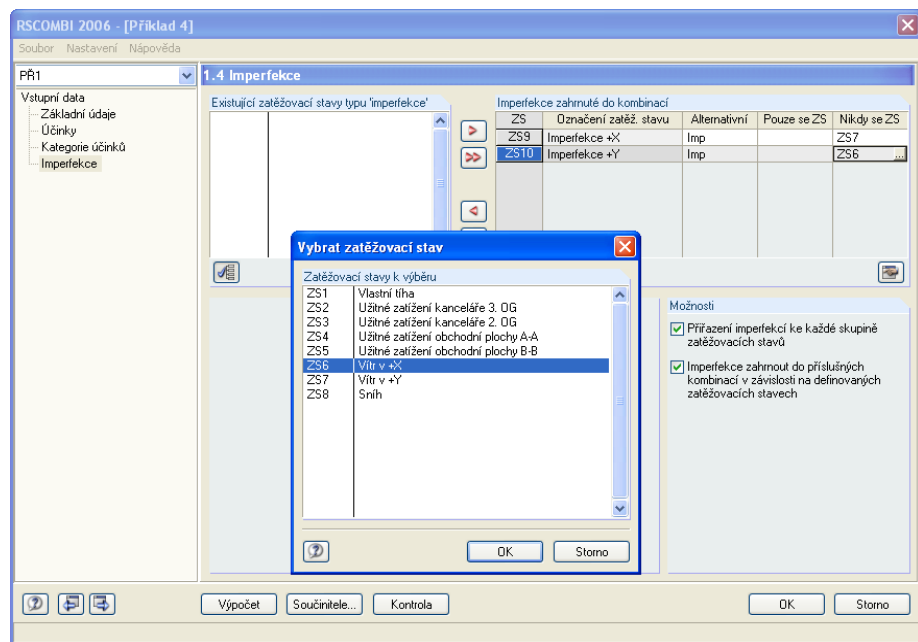 RSCOMBI 2006 - [Příklad 4]
Soubor Nastavení Nápověda
PŘ1
Vstupní data
Základní údaje
Účinky
Kategorie účinků
Imperfekce
1.4 Imperfekce
Existující zatěžovací stavy typu 'imperfekce'
Imperfekce zahrnuté do kombinací
ZS Označení zatěž. stavu Alternativní Pouze se ZS Nikdy se ZS
ZS9 Imperfekce +X Imp ZS7
ZS10 Imperfekce +Y Imp ZS6 ...
Vybrat zatěžovací stav
Zatěžovací stavy k výběru
ZS1 Vlastní tíha
ZS2 Užitné zatížení kanceláře 3. OG
ZS3 Užitné zatížení kanceláře 2. OG
ZS4 Užitné zatížení obchodní plochy A-A
ZS5 Užitné zatížení obchodní plochy B-B
ZS6 Vítr v +X
ZS7 Vítr v +Y
ZS8 Sníh
OK Storno
Možnosti
Přiřazení imperfekcí ke každé skupině
zatěžovacích stavů
Imperfekce zahrnout do příslušných
kombinací v závislosti na definovaných
zatěžovacích stavech
Výpočet Součinitele... Kontrola OK Storno